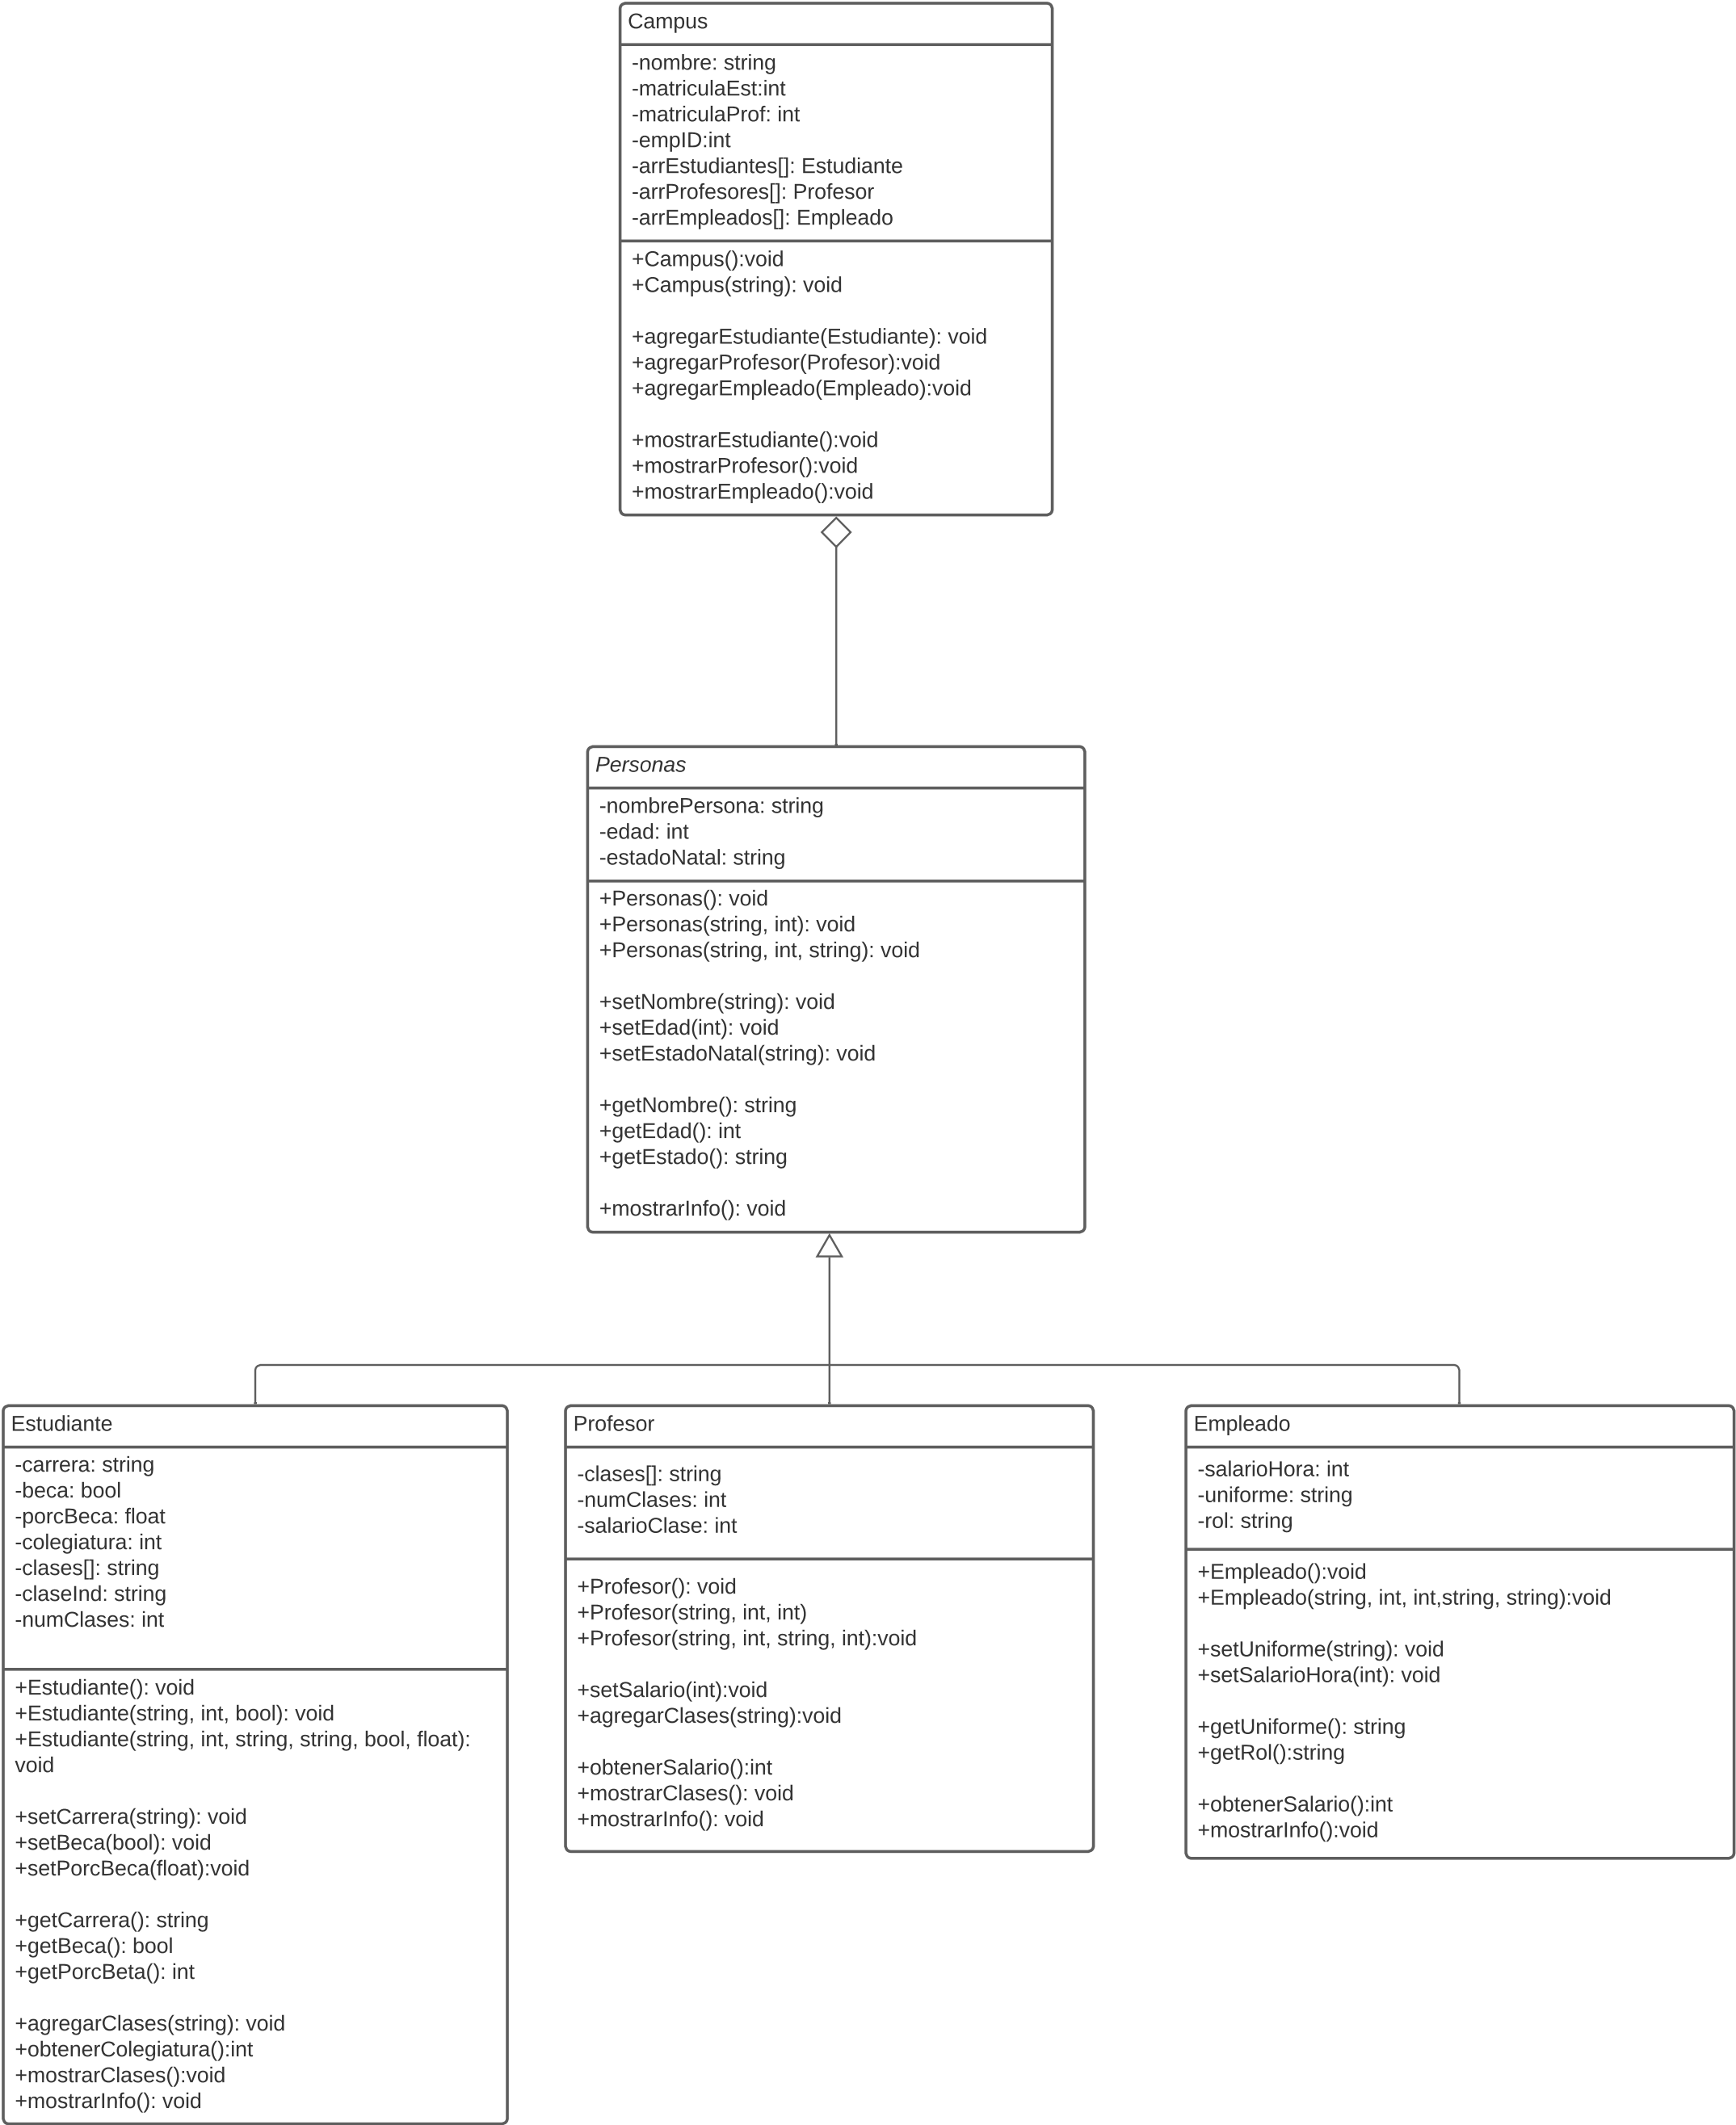 Campus
-nombre: string
-matriculaEst:int
-matriculaProf: int
-empID:int
-arrEstudiantes[]: Estudiante
-arrProfesores[]: Profesor
-arrEmpleados[]: Empleado
+Campus():void
+Campus(string): void
+agregarEstudiante(Estudiante): void
+agregarProfesor(Profesor):void
+agregarEmpleado(Empleado):void
+mostrarEstudiante():void
+mostrarProfesor():void
+mostrarEmpleado():void
Personas
-nombrePersona: string
-edad: int
-estadoNatal: string
+Personas(): void
+Personas(string, int): void
+Personas(string, int, string): void
+setNombre(string): void
+setEdad(int): void
+setEstadoNatal(string): void
+getNombre(): string
+getEdad(): int
+getEstado(): string
+mostrarInfo(): void
Estudiante
-carrera: string
-beca: bool
-porcBeca: float
-colegiatura: int
-clases[]: string
-claseInd: string
-numClases: int
+Estudiante(): void
+Estudiante(string, int, bool): void
+Estudiante(string, int, string, string, bool, float):
void
+setCarrera(string): void
+setBeca(bool): void
+setPorcBeca(float):void
+getCarrera(): string
+getBeca(): bool
+getPorcBeta(): int
+agregarClases(string): void
+obtenerColegiatura():int
+mostrarClases():void
+mostrarInfo(): void
Profesor
-clases[]: string
-numClases: int
-salarioClase: int
+Profesor(): void
+Profesor(string, int, int)
+Profesor(string, int, string, int):void
+setSalario(int):void
+agregarClases(string):void
+obtenerSalario():int
+mostrarClases(): void
+mostrarInfo(): void
Empleado
-salarioHora: int
-uniforme: string
-rol: string
+Empleado():void
+Empleado(string, int, int,string, string):void
+setUniforme(string): void
+setSalarioHora(int): void
+getUniforme(): string
+getRol():string
+obtenerSalario():int
+mostrarInfo():void